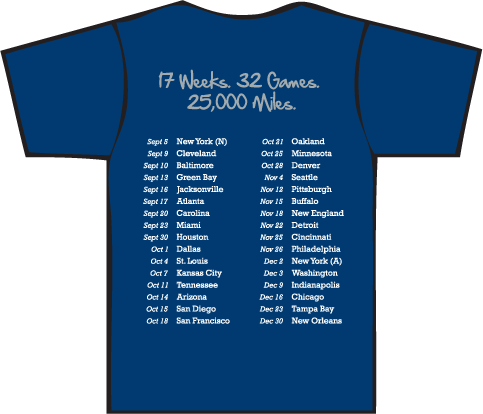 17 Weeks. 32 Games.
25,000 Miles.
Sept 5 New York (N)
Sept 9 Cleveland
Sept 10 Baltimore
Sept 13 Green Bay
Sept 16 Jacksonville
Sept 17 Atlanta
Sept 20 Carolina
Sept 23 Miami
Sept 30 Houston
Oct 1 Dallas
Oct 4 St. Louis
Oct 7 Kansas City
Oct 11 Tennessee
Oct 14 Arizona
Oct 15 San Diego
Oct 18 San Francisco
Oct 21 Oakland
Oct 25 Minnesota
Oct 28 Denver
Nov 4 Seattle
Nov 12 Pittsburgh
Nov 15 Buffalo
Nov 18 New England
Nov 22 Detroit
Nov 25 Cincinnati
Nov 26 Philadelphia
Dec 2 New York (A)
Dec 3 Washington
Dec 9 Indianapolis
Dec 16 Chicago
Dec 23 Tampa Bay
Dec 30 New Orleans